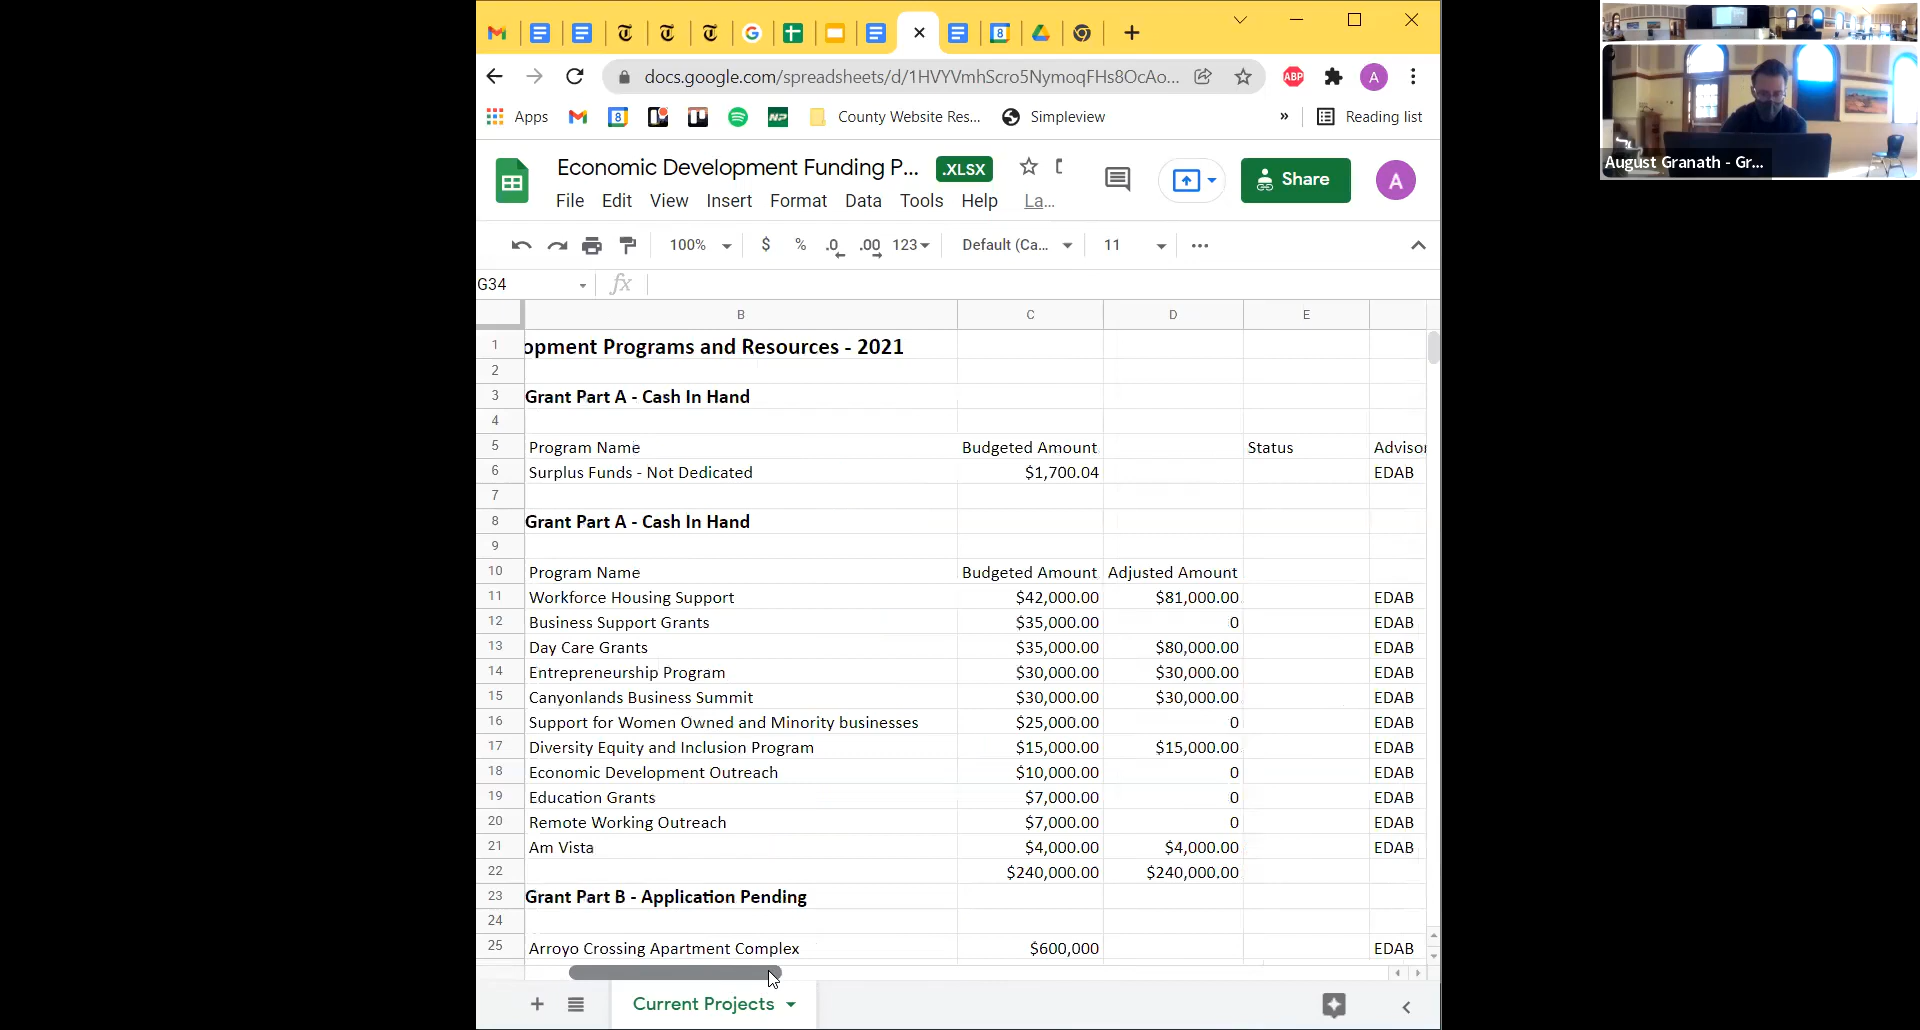 docs.google.com/spreadsheets/d/1HVYVmhScro5NymoqFHs8OcAo...
ABP
A
Apps
8
NP
County Website Res...
Simpleview
»
Reading list
Economic Development Funding P...
.XLSX
Share
A
File Edit View Insert Format Data Tools Help La...
100% $ % .0 .00 123 Default (Ca... 11
G34
fx
B C D E
1 opment Programs and Resources - 2021
2
3 Grant Part A - Cash In Hand
4
5 Program Name Budgeted Amount Status Advisor
6 Surplus Funds - Not Dedicated $1,700.04 EDAB
7
8 Grant Part A - Cash In Hand
9
10 Program Name Budgeted Amount Adjusted Amount
11 Workforce Housing Support $42,000.00 $81,000.00 EDAB
12 Business Support Grants $35,000.00 0 EDAB
13 Day Care Grants $35,000.00 $80,000.00 EDAB
14 Entrepreneurship Program $30,000.00 $30,000.00 EDAB
15 Canyonlands Business Summit $30,000.00 $30,000.00 EDAB
16 Support for Women Owned and Minority businesses $25,000.00 0 EDAB
17 Diversity Equity and Inclusion Program $15,000.00 $15,000.00 EDAB
18 Economic Development Outreach $10,000.00 0 EDAB
19 Education Grants $7,000.00 0 EDAB
20 Remote Working Outreach $7,000.00 0 EDAB
21 Am Vista $4,000.00 $4,000.00 EDAB
22 $240,000.00 $240,000.00
23 Grant Part B - Application Pending
24
25 Arroyo Crossing Apartment Complex $600,000 EDAB
Current Projects
August Granath - Gr...